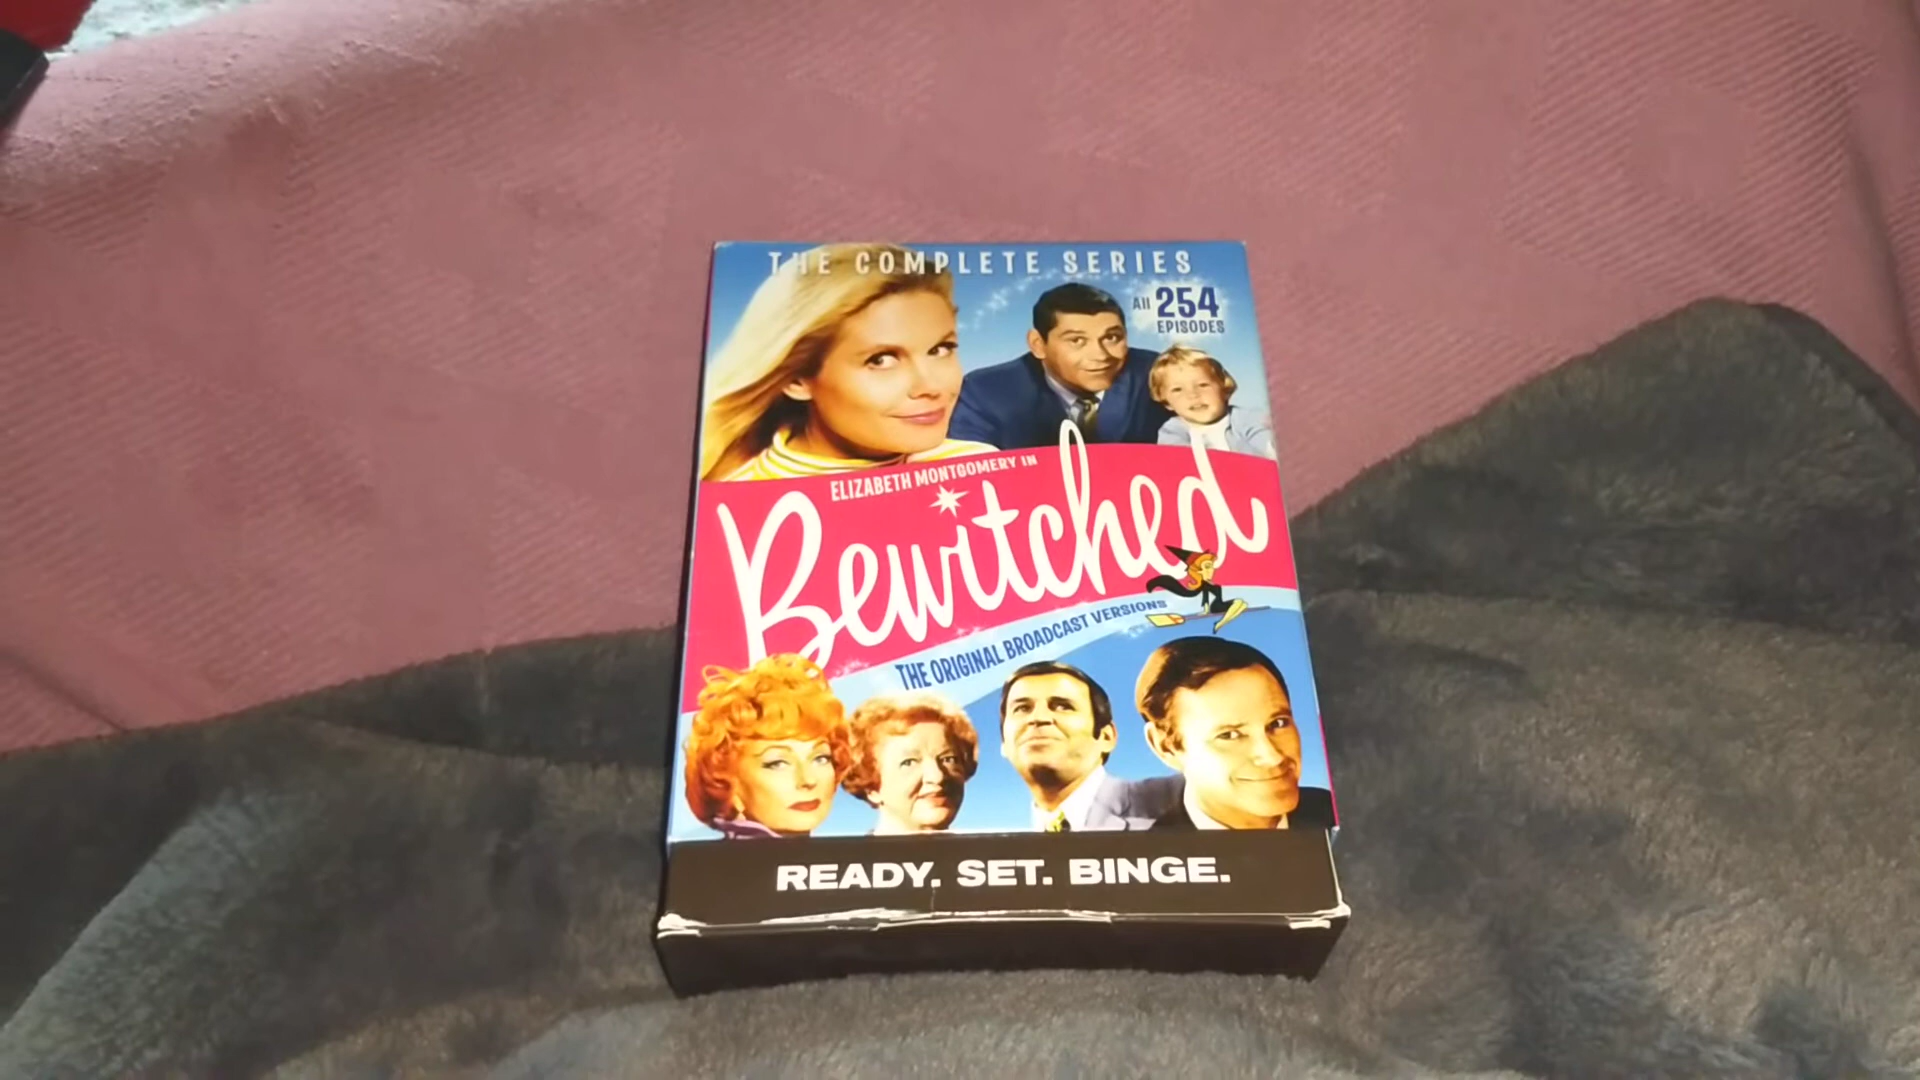 THE COMPLETE SERIES
All 254
EPISODES
ELIZABETH MONTGOMERY IN
Bewitched
THE ORIGINAL BROADCAST VERSIONS
READY. SET. BINGE.